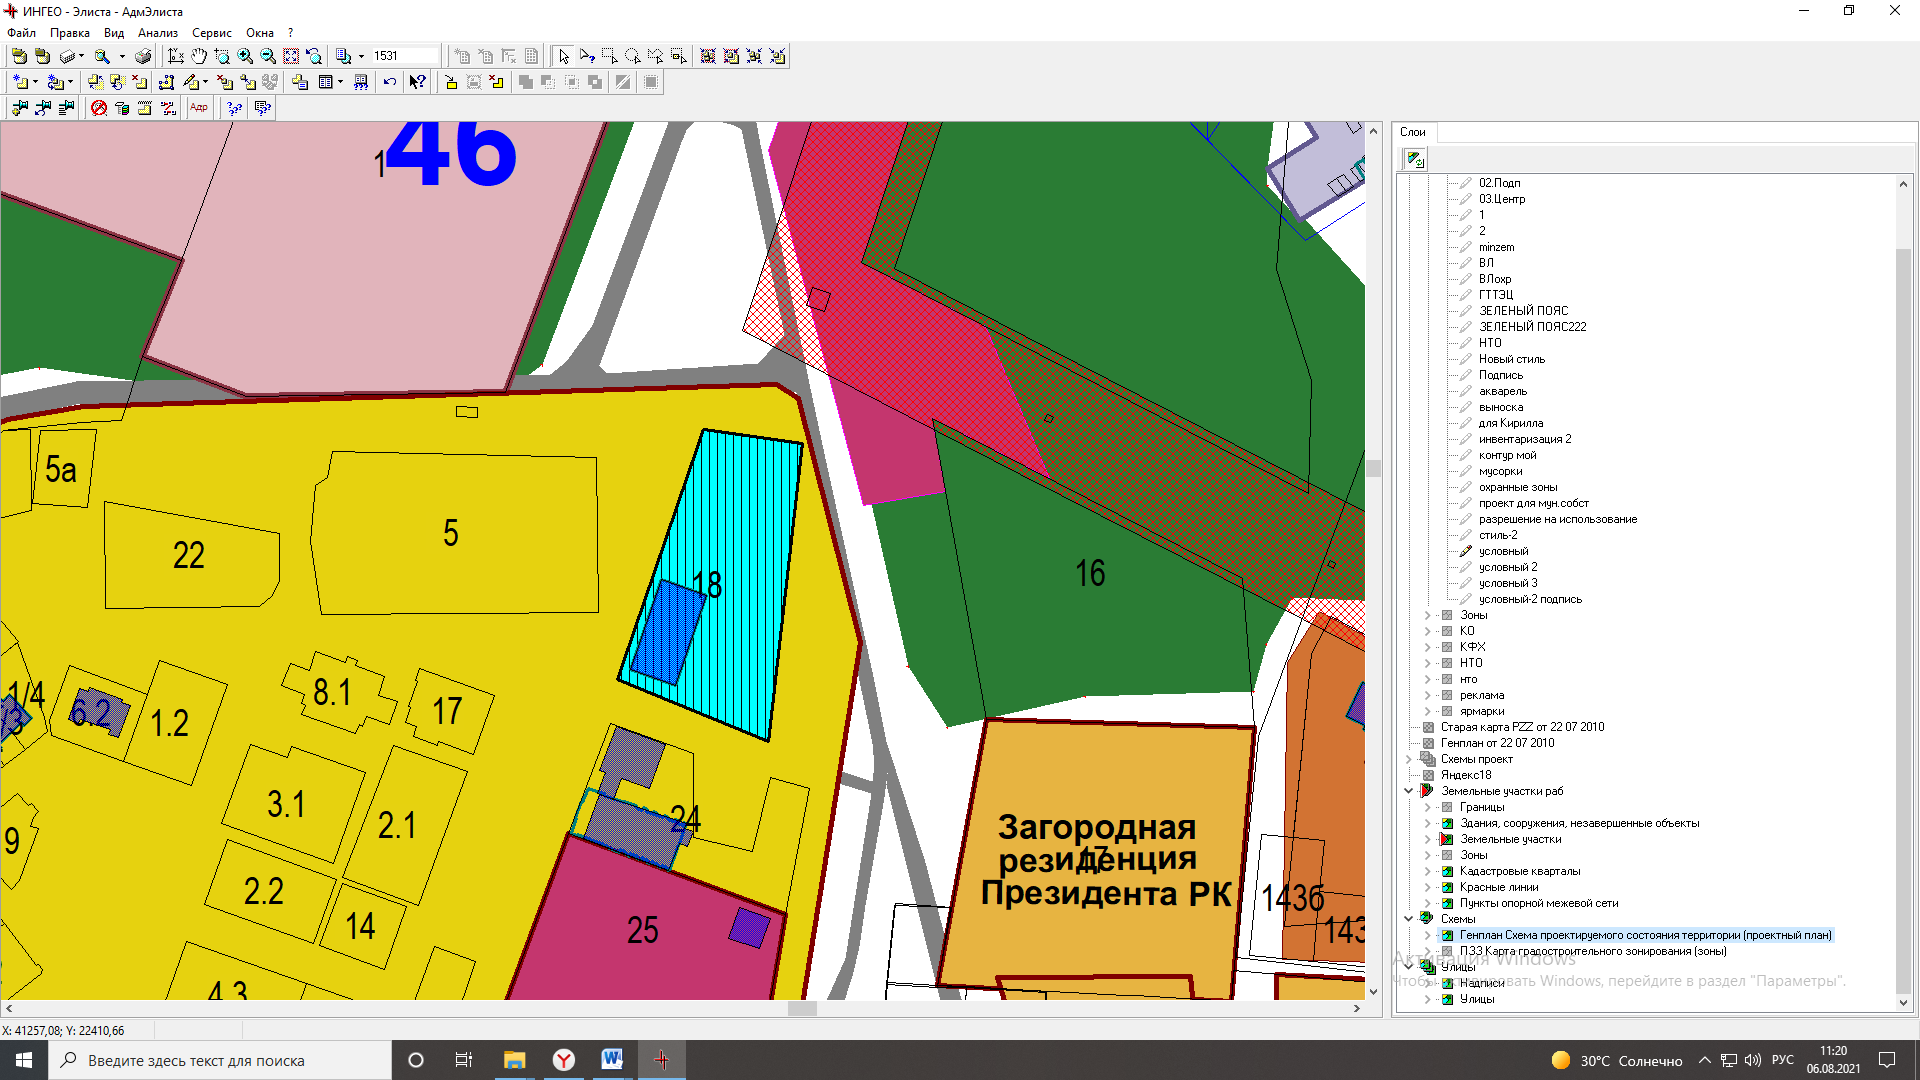 ИНГЕО - Элиста - АдмЭлиста
Файл Правка Вид Анализ Сервис Окна ?
1531
Адр
46
1
5а
22
5
18
16
1/4
6.2
1.2
8.1
17
3.1
2.1
9
2.2
14
24
25
4.3
Загородная
резиденция
Президента РК
47
143б
143
Слои
02.Подп
03.Центр
1
2
minzem
ВЛ
ВЛохр
ГТТЭЦ
ЗЕЛЕНЫЙ ПОЯС
ЗЕЛЕНЫЙ ПОЯС222
НТО
Новый стиль
Подпись
акварель
выноска
для Кирилла
инвентаризация 2
контур мой
мусорки
охранные зоны
проект для мун.собст
разрешение на использование
стиль-2
условный
условный 2
условный 3
условный-2 подпись
Зоны
КО
КФХ
НТО
нто
реклама
ярмарки
Старая карта PZZ от 22 07 2010
Генплан от 22 07 2010
Схемы проект
Яндекс18
Земельные участки раб
Границы
Здания, сооружения, незавершенные объекты
Земельные участки
Зоны
Кадастровые кварталы
Красные линии
Пункты опорной межевой сети
Схемы
Генплан Схема проектируемого состояния территории (проектный план)
ПЗЗ Карта градостроительного зонирования (зоны)
Активация Windows
Улицы
Чтобы активировать Windows, перейдите в раздел "Параметры".
Надписи
Улицы
X: 41257,08; Y: 22410,66
Введите здесь текст для поиска
30°C Солнечно
РУС
11:20
06.08.2021